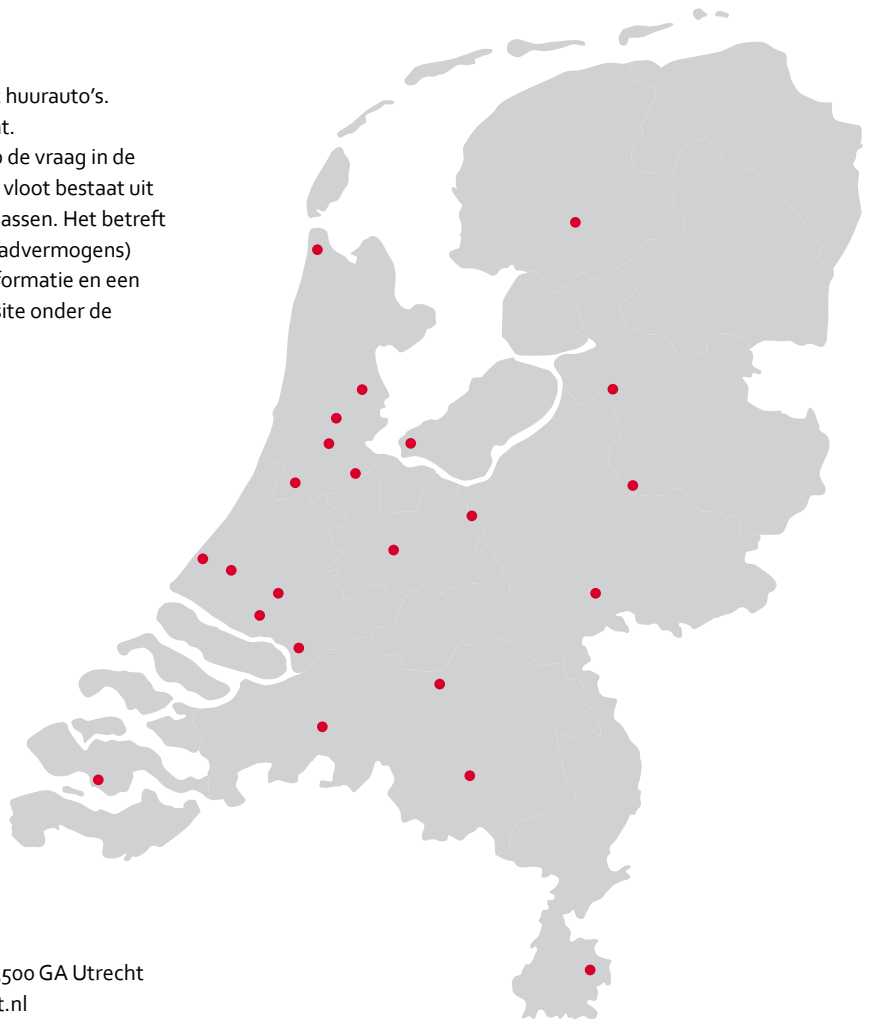 huurauto's.
de vraag in de
vloot bestaat uit
assen. Het betreft
advermogens)
formatie en een
site onder de
500 GA Utrecht
t.nl